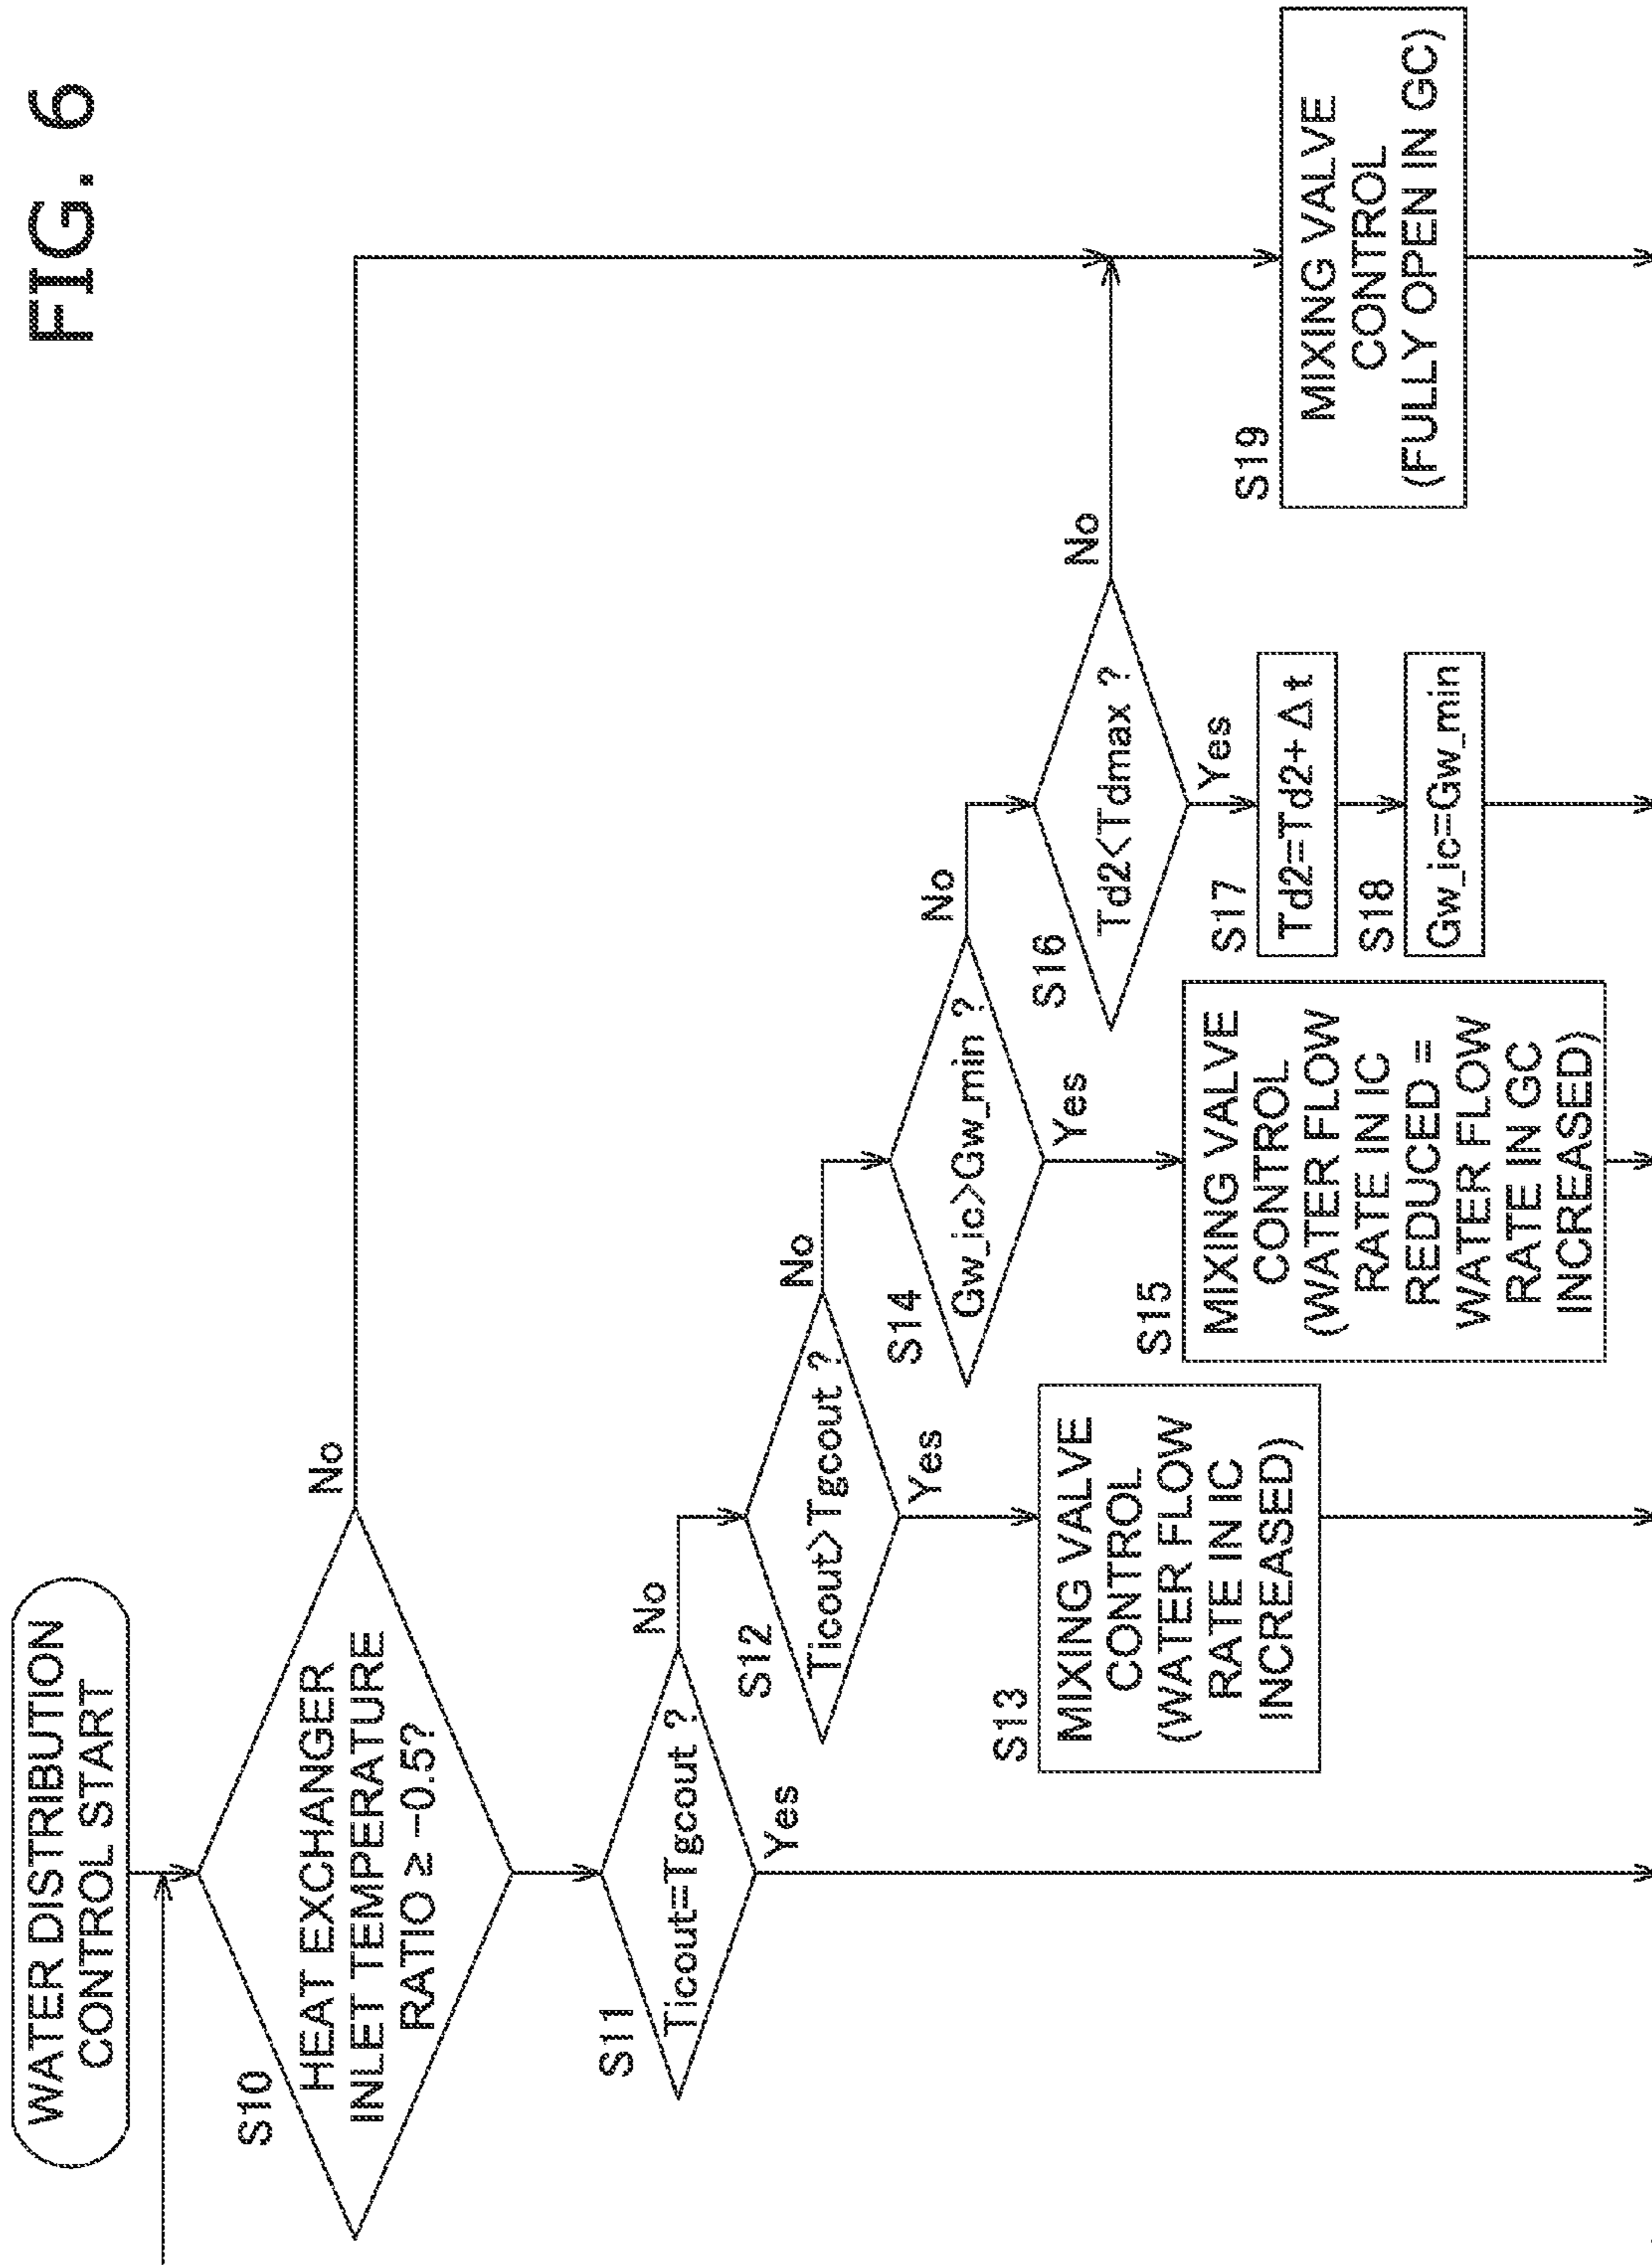 FIG. 6
WATER DISTRIBUTION
CONTROL START
S10
HEAT EXCHANGER
INLET TEMPERATURE
RATIO ≥ -0.5?
No
S11
Ticout=Tgcout ?
No
Yes
S12
Ticout>Tgcout ?
No
Yes
S13
MIXING VALVE
CONTROL
(WATER FLOW
RATE IN IC
INCREASED)
S14
Gw_ic>Gw_min ?
No
Yes
S15
MIXING VALVE
CONTROL
(WATER FLOW
RATE IN IC
REDUCED =
WATER FLOW
RATE IN GC
INCREASED)
S16
Td2<Tdmax ?
No
Yes
S17
Td2=Td2+Δt
S18
Gw_ic=Gw_min
S19
MIXING VALVE
CONTROL
(FULLY OPEN IN GC)